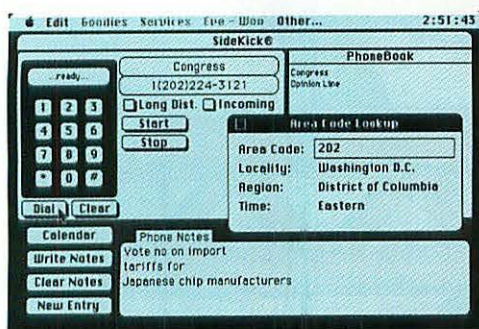 Edit Goodies Services Eve-Won Other... 2:51:43
SideKick®
...ready...
1 2 3
4 5 6
7 8 9
* 0 #
Dial Clear
Congress
1(202)224-3121
Long Dist. Incoming
Start
Stop
PhoneBook
Congress
Opinion Line
Area Code Lookup
Area Code: 202
Locality: Washington D.C.
Region: District of Columbia
Time: Eastern
Calendar
Write Notes
Clear Notes
New Entry
Phone Notes
Vote no on import
tariffs for
Japanese chip manufacturers